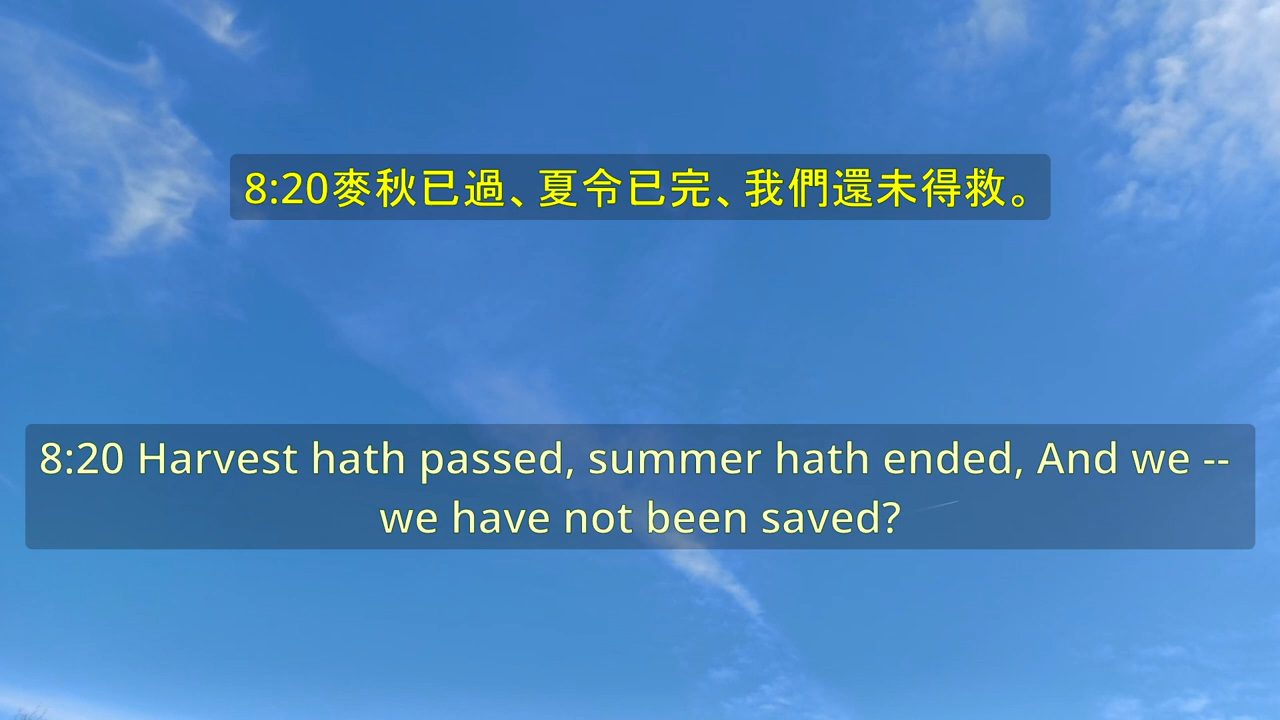 8:20麥秋已過、夏令已完、我們還未得救。
8:20 Harvest hath passed, summer hath ended, And we --
we have not been saved?